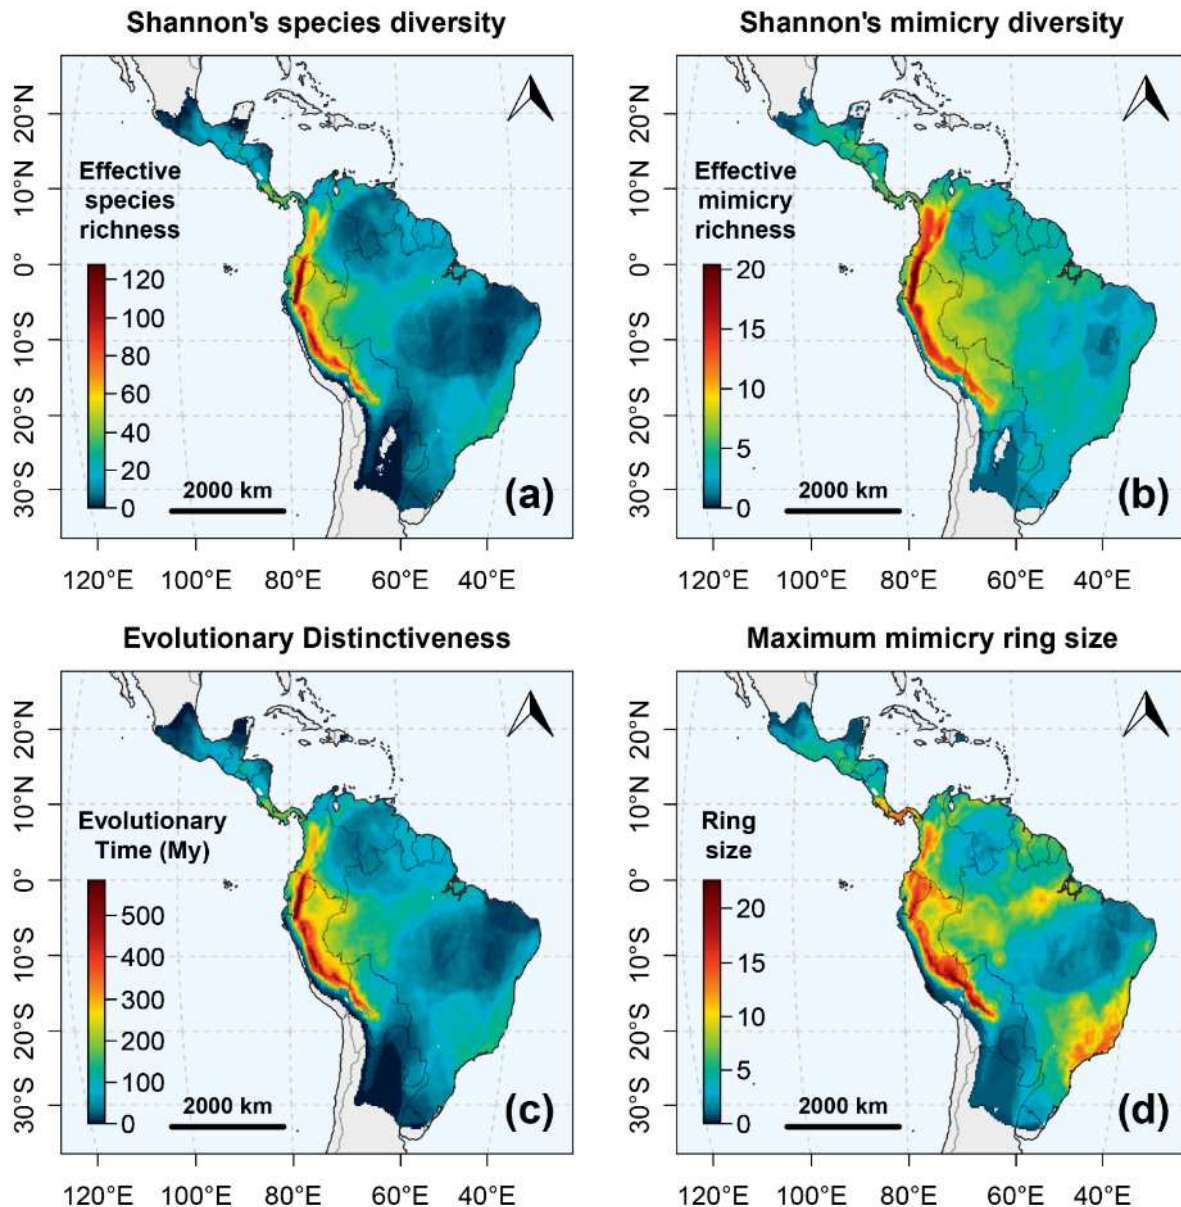 Shannon's species diversity
20°N
10°N
0°
10°S
20°S
30°S
Effective
species
richness
120
100
80
60
40
20
0
2000 km
(a)
120°E 100°E 80°E 60°E 40°E
Shannon's mimicry diversity
20°N
10°N
0°
10°S
20°S
30°S
Effective
mimicry
richness
20
15
10
5
0
2000 km
(b)
120°E 100°E 80°E 60°E 40°E
Evolutionary Distinctiveness
20°N
10°N
0°
10°S
20°S
30°S
Evolutionary
Time (My)
500
400
300
200
100
0
2000 km
(c)
120°E 100°E 80°E 60°E 40°E
Maximum mimicry ring size
20°N
10°N
0°
10°S
20°S
30°S
Ring
size
20
15
10
5
0
2000 km
(d)
120°E 100°E 80°E 60°E 40°E